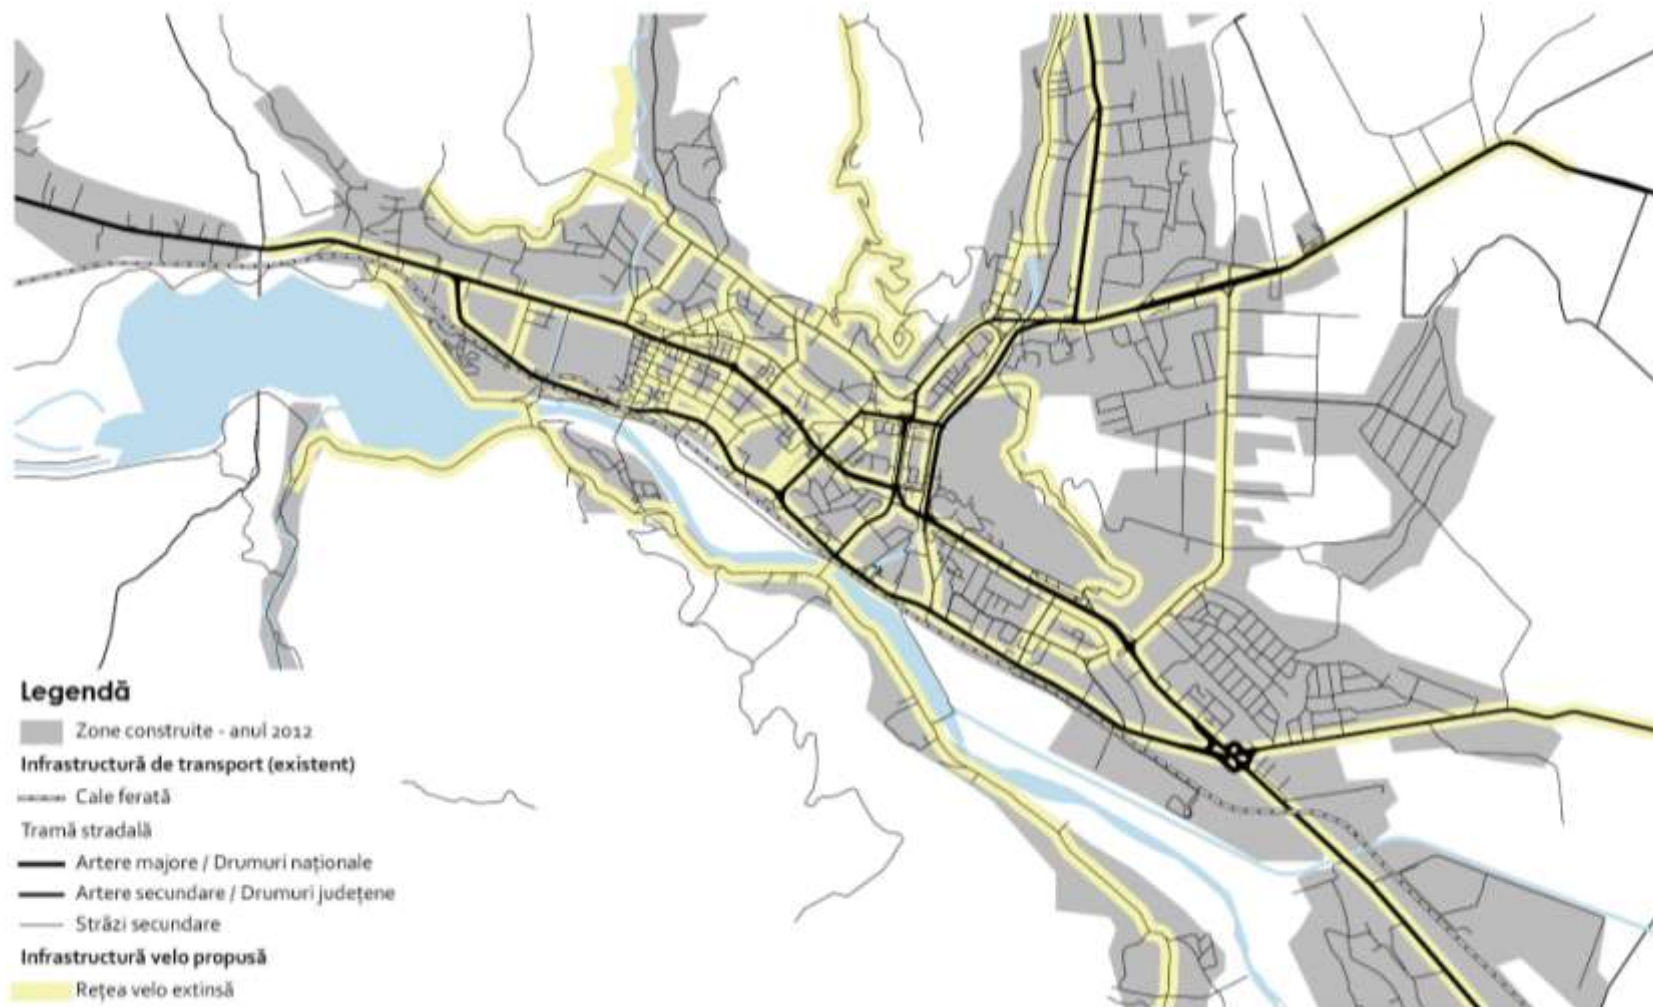 Legendă
Zone construite - anul 2012
Infrastructură de transport (existent)
Cale ferată
Tramă stradală
Artere majore / Drumuri naționale
Artere secundare / Drumuri județene
Străzi secundare
Infrastructură velo propusă
Rețea velo extinsă